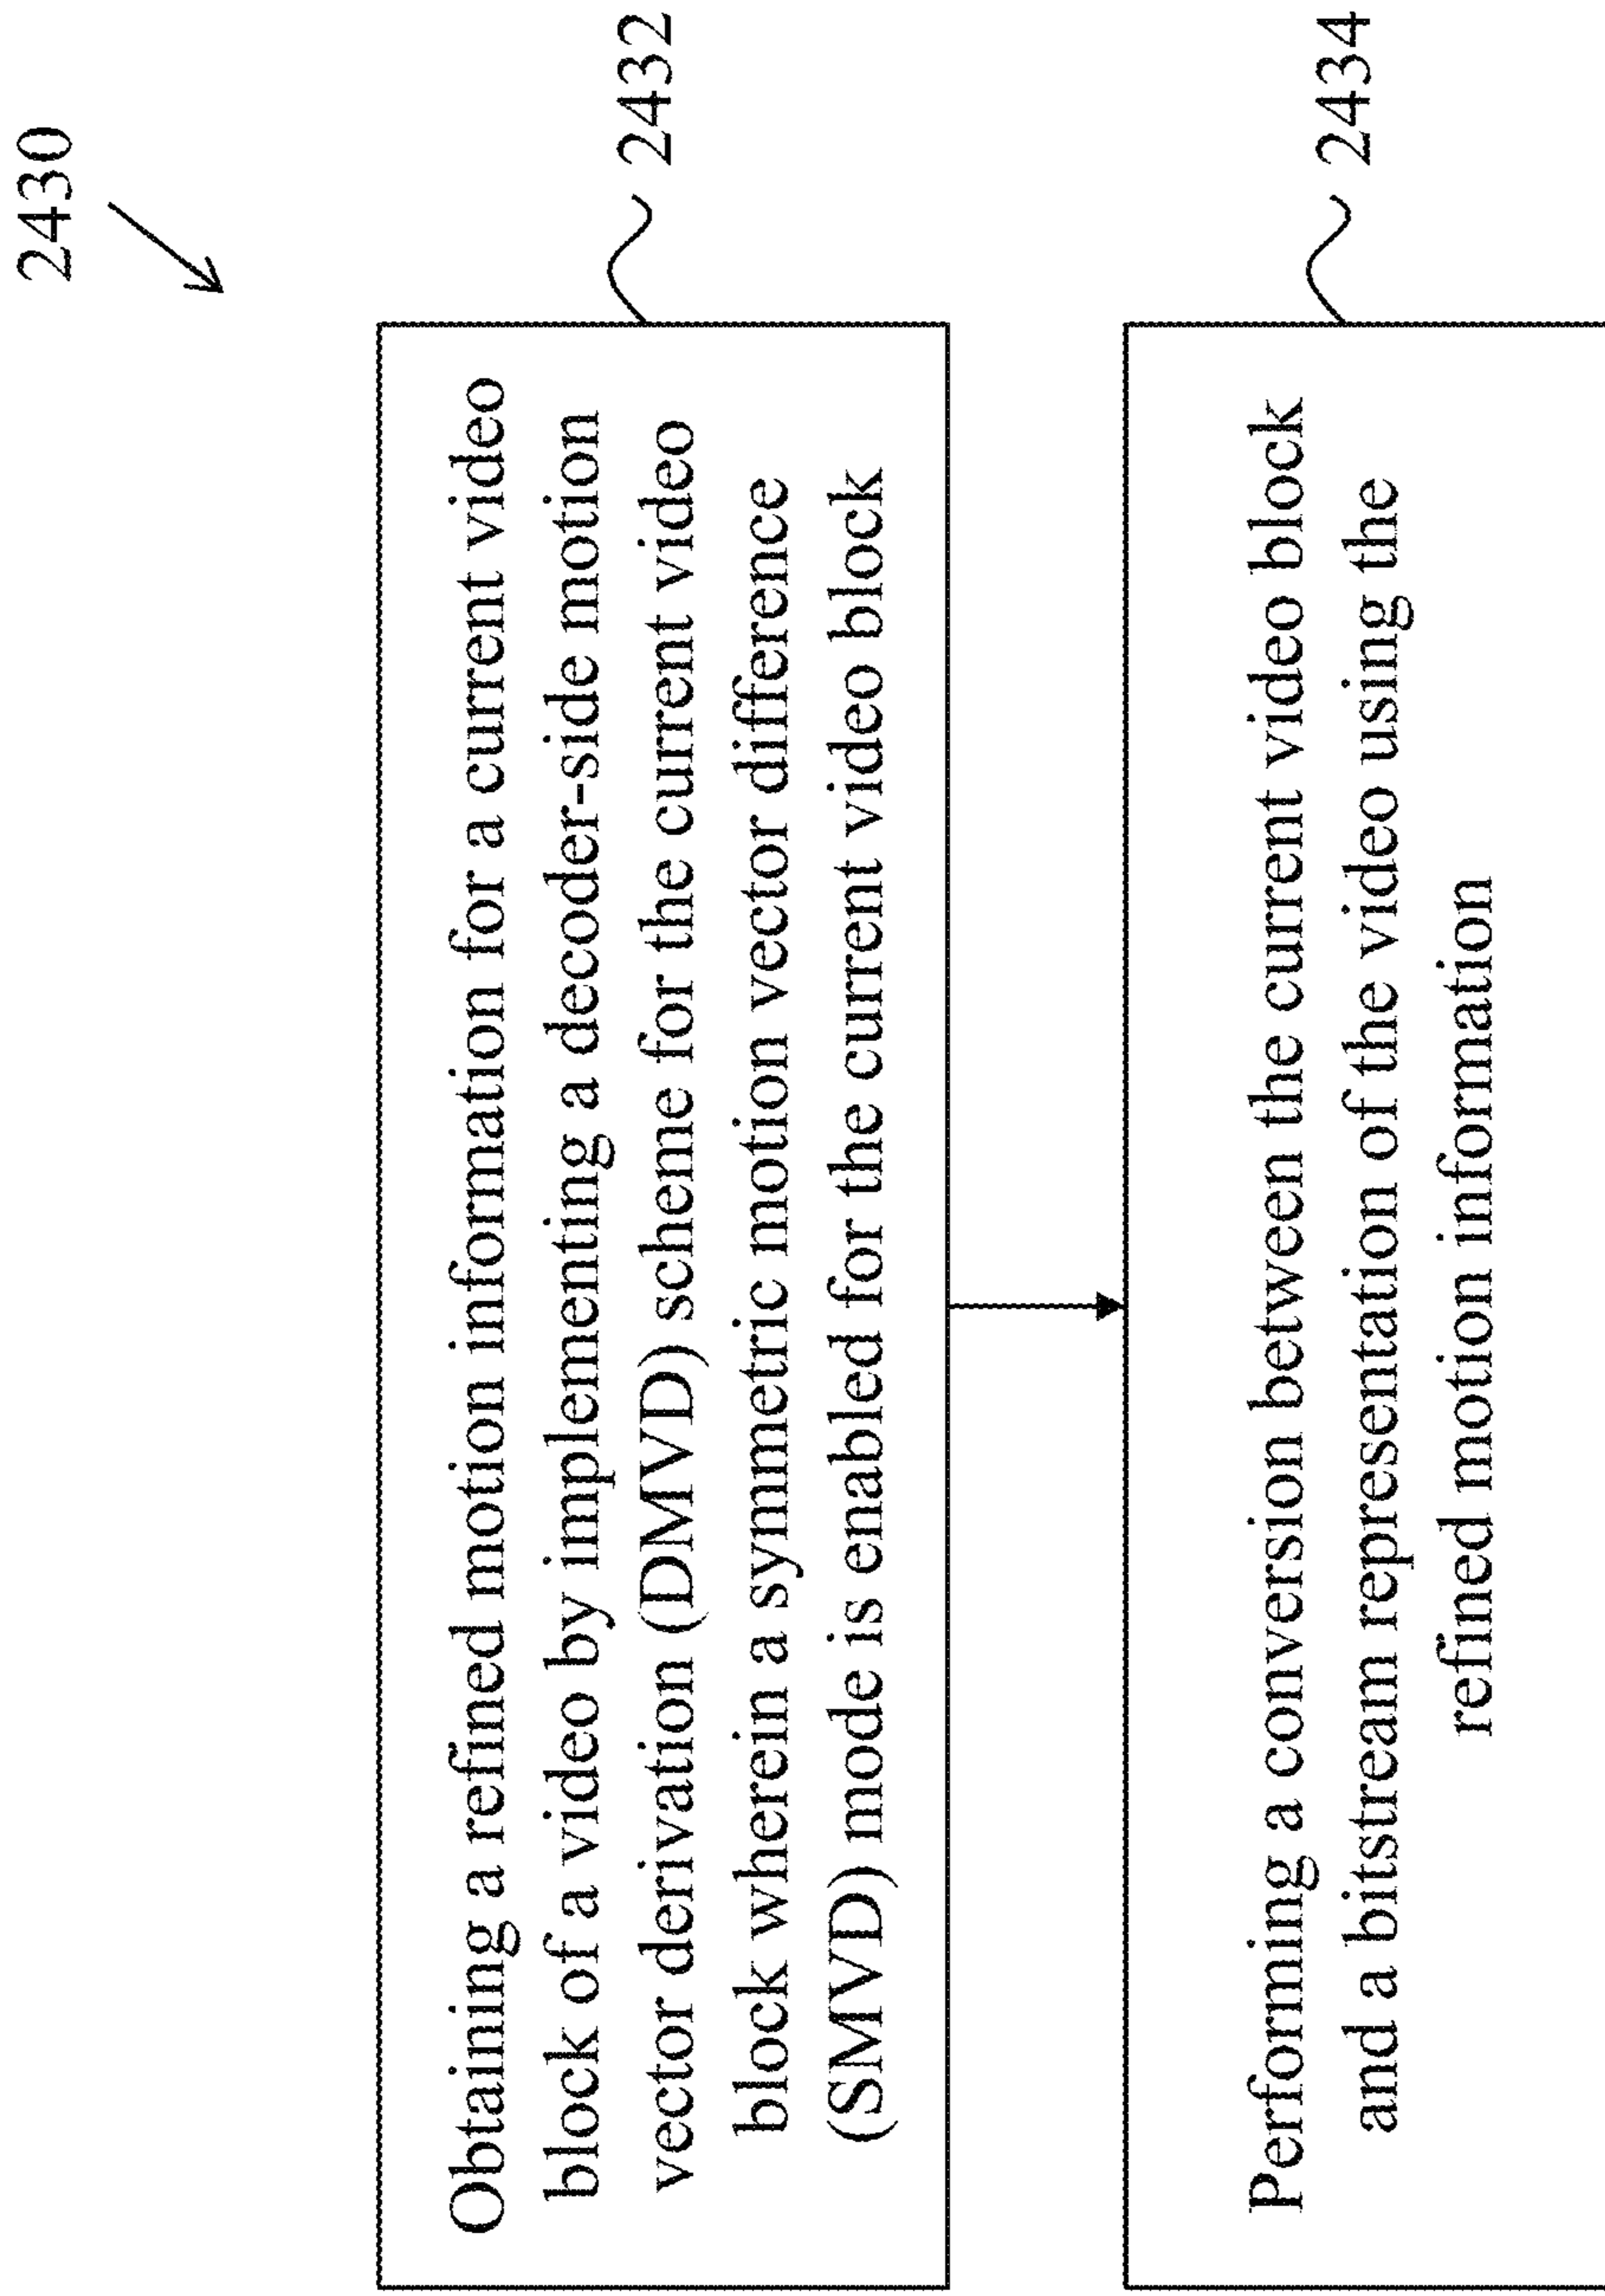 2430
Obtaining a refined motion information for a current video
block of a video by implementing a decoder-side motion
vector derivation (DMVD) scheme for the current video
block wherein a symmetric motion vector difference
(SMVD) mode is enabled for the current video block
2432
Performing a conversion between the current video block
and a bitstream representation of the video using the
refined motion information
2434